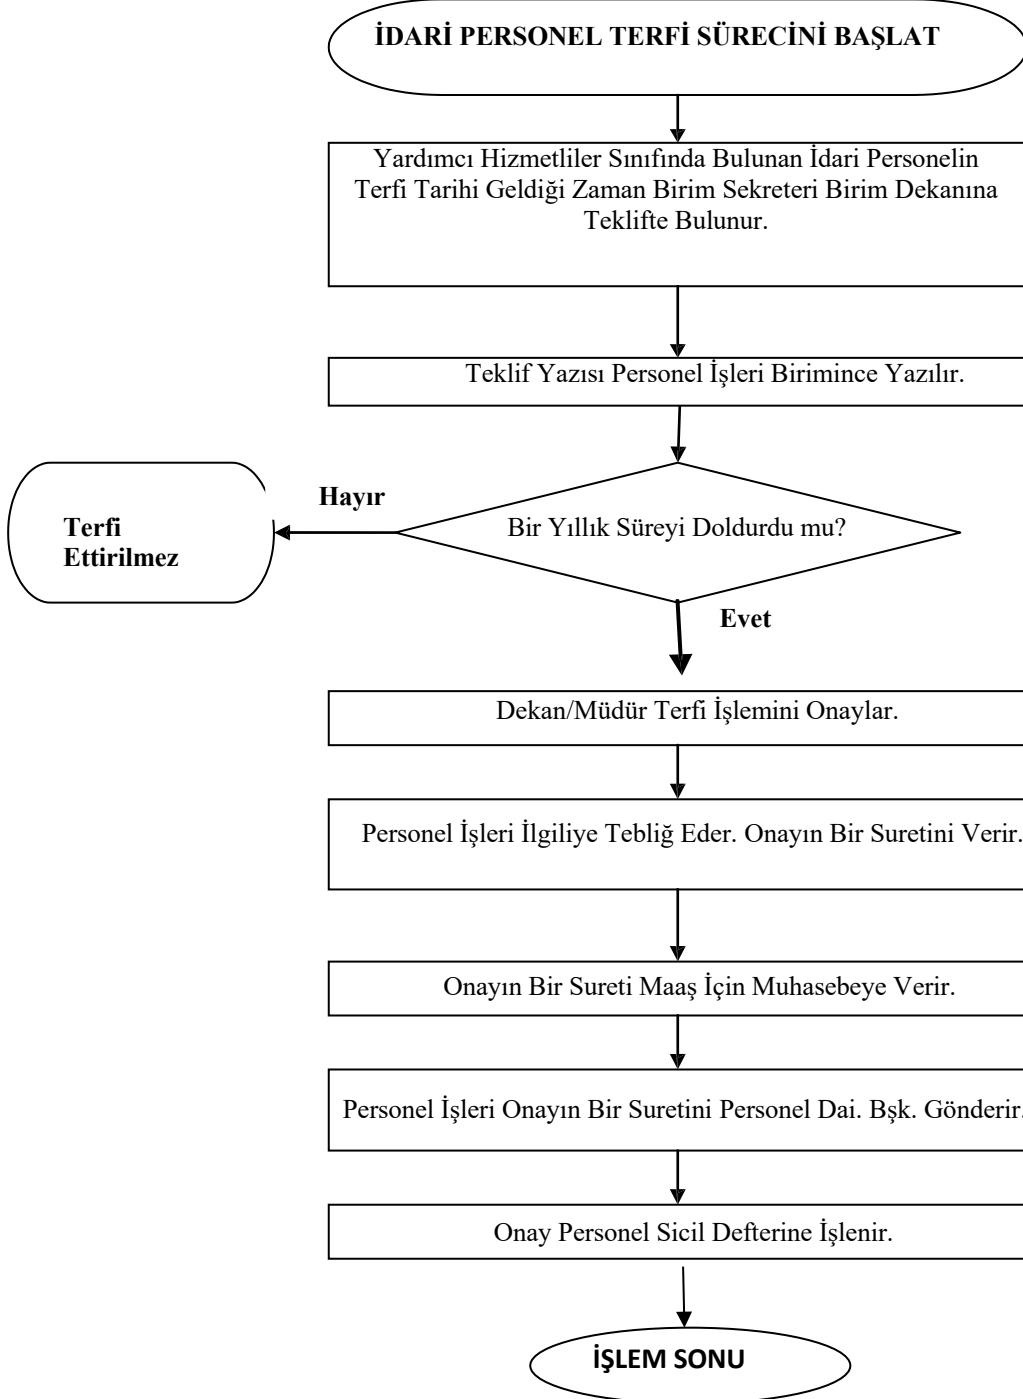 İDARİ PERSONEL TERFİ SÜRECİNİ BAŞLAT
Yardımcı Hizmetliler Sınıfında Bulunan İdari Personelin
Terfi Tarihi Geldiği Zaman Birim Sekreteri Birim Dekanına
Teklifte Bulunur.
Teklif Yazısı Personel İşleri Birimince Yazılır.
Hayır
Terfi
Ettirilmez
Bir Yıllık Süreyi Doldurdu mu?
Evet
Dekan/Müdür Terfi İşlemini Onaylar.
Personel İşleri İlgiliye Tebliğ Eder. Onayın Bir Suretini Verir.
Onayın Bir Sureti Maaş İçin Muhasebeye Verir.
Personel İşleri Onayın Bir Suretini Personel Dai. Bşk. Gönderir.
Onay Personel Sicil Defterine İşlenir.
İŞLEM SONU